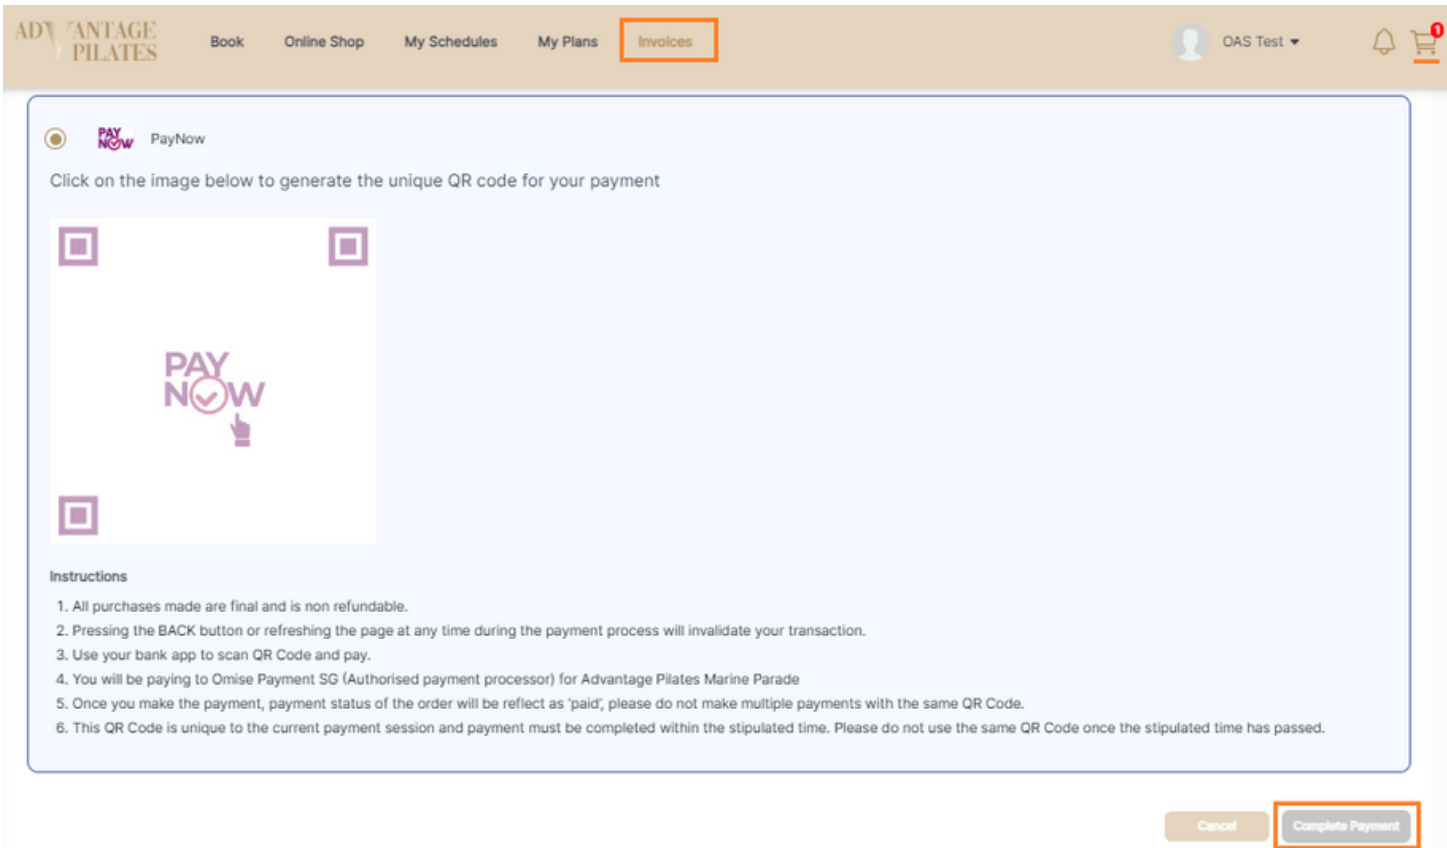 ADVANTAGE
PILATES
Book Online Shop My Schedules My Plans Invoices OAS Test 1
PAY
NOW PayNow
Click on the image below to generate the unique QR code for your payment
PAY
NOW
Instructions
1. All purchases made are final and is non refundable.
2. Pressing the BACK button or refreshing the page at any time during the payment process will invalidate your transaction.
3. Use your bank app to scan QR Code and pay.
4. You will be paying to Omise Payment SG (Authorised payment processor) for Advantage Pilates Marine Parade
5. Once you make the payment, payment status of the order will be reflect as 'paid', please do not make multiple payments with the same QR Code.
6. This QR Code is unique to the current payment session and payment must be completed within the stipulated time. Please do not use the same QR Code once the stipulated time has passed.
Cancel Complete Payment